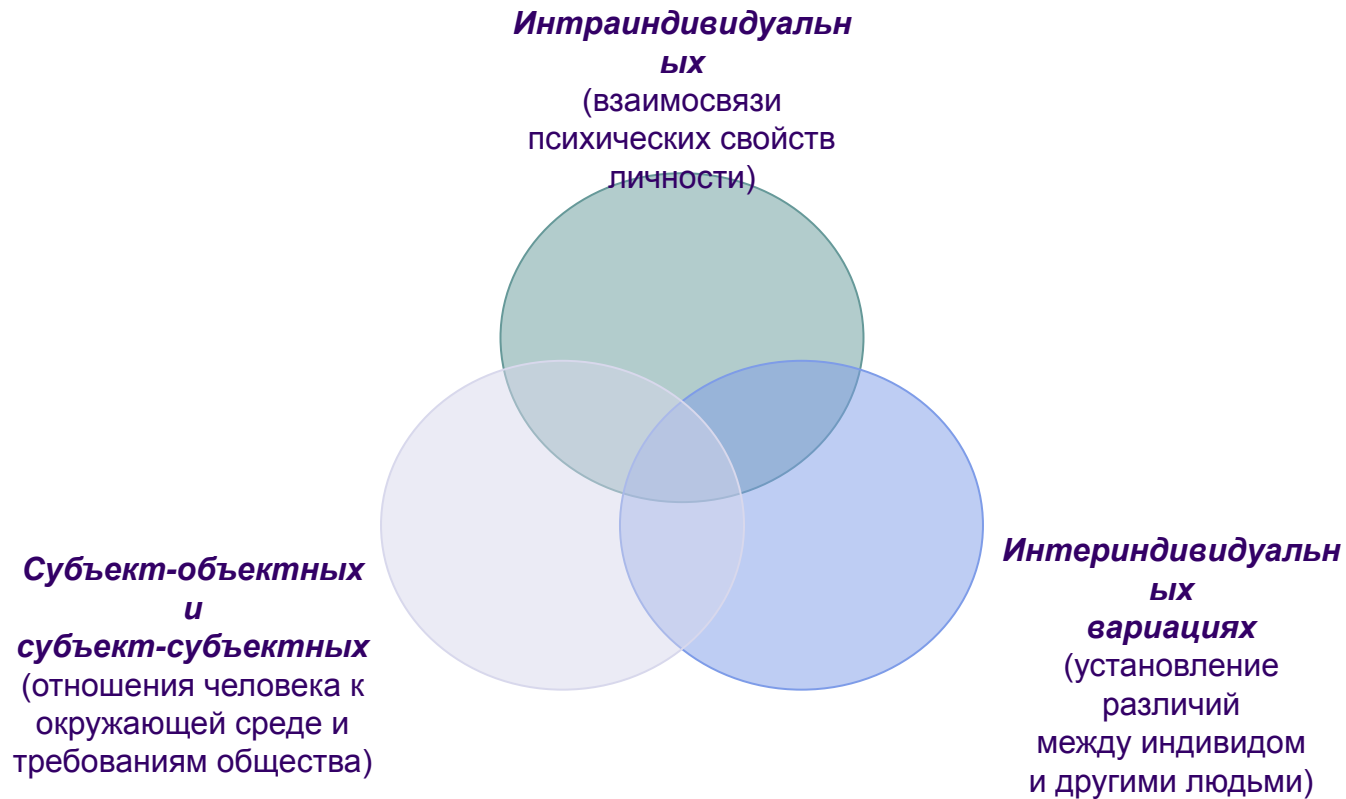 Интраиндивидуальн
ых
(взаимосвязи
психических свойств
личности)
Субъект-объектных
и
субъект-субъектных
(отношения человека к
окружающей среде и
требованиям общества)
Интериндивидуальн
ых
вариациях
(установление
различий
между индивидом
и другими людьми)